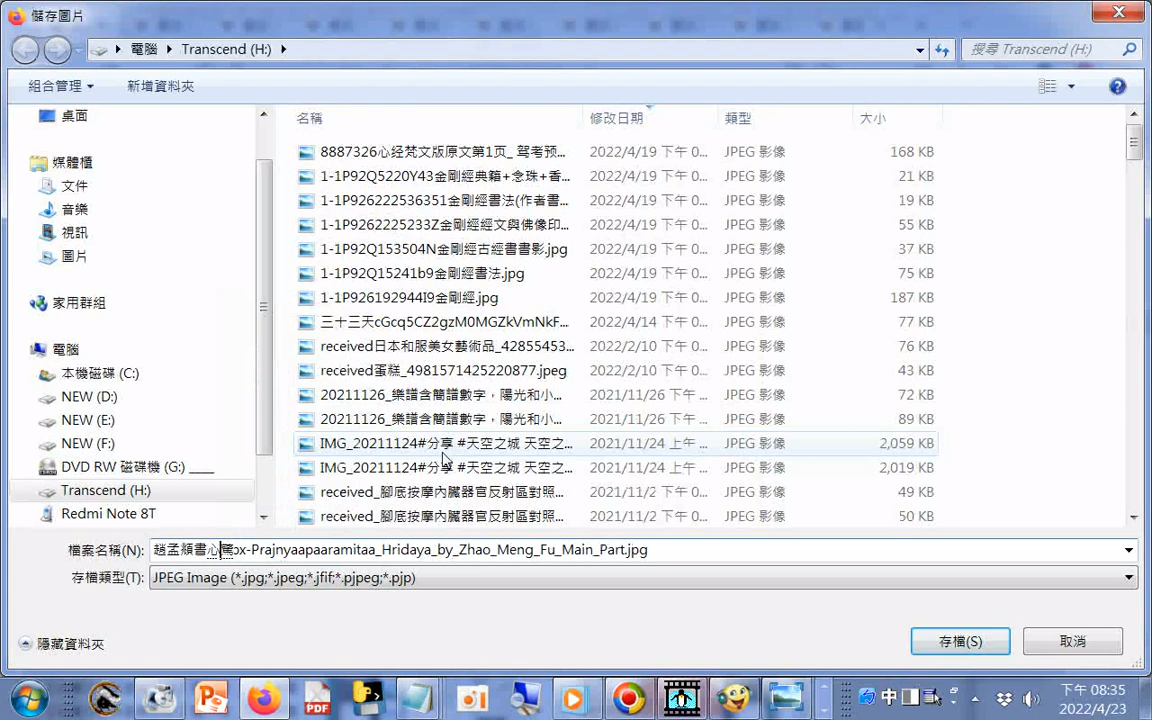 儲存圖片
電腦 Transcend (H:) 搜尋 Transcend (H:)
組合管理 新增資料夾
桌面
媒體櫃
文件
音樂
視訊
圖片
家用群組
電腦
本機磁碟 (C:)
NEW (D:)
NEW (E:)
NEW (F:)
DVD RW 磁碟機 (G:) ____
Transcend (H:)
Redmi Note 8T
名稱 修改日期 類型 大小
8887326心经梵文版原文第1页_ 驾考预... 2022/4/19 下午 0... JPEG 影像 168 KB
1-1P92Q5220Y43金剛經典籍+念珠+香... 2022/4/19 下午 0... JPEG 影像 21 KB
1-1P926222536351金剛經書法(作者書... 2022/4/19 下午 0... JPEG 影像 19 KB
1-1P9262225233Z金剛經經文與佛像印... 2022/4/19 下午 0... JPEG 影像 55 KB
1-1P92Q153504N金剛經古經書書影.jpg 2022/4/19 下午 0... JPEG 影像 37 KB
1-1P92Q15241b9金剛經書法.jpg 2022/4/19 下午 0... JPEG 影像 75 KB
1-1P926192944I9金剛經.jpg 2022/4/19 下午 0... JPEG 影像 187 KB
三十三天cGcq5CZ2gzM0MGZkVmNkF... 2022/4/14 下午 0... JPEG 影像 77 KB
received日本和服美女藝術品_42855453... 2022/2/10 下午 0... JPEG 影像 76 KB
received蛋糕_4981571425220877.jpeg 2022/2/10 下午 0... JPEG 影像 43 KB
20211126_樂譜含簡譜數字，陽光和小... 2021/11/26 下午 0... JPEG 影像 72 KB
20211126_樂譜含簡譜數字，陽光和小... 2021/11/26 下午 0... JPEG 影像 89 KB
IMG_20211124#分享 #天空之城 天空之... 2021/11/24 上午 ... JPEG 影像 2,059 KB
IMG_20211124#分享 #天空之城 天空之... 2021/11/24 上午 ... JPEG 影像 2,019 KB
received_腳底按摩內臟器官反射區對照... 2021/11/2 下午 0... JPEG 影像 49 KB
received_腳底按摩內臟器官反射區對照... 2021/11/2 下午 0... JPEG 影像 50 KB
檔案名稱(N): 趙孟頫書心 px-Prajnyaapaaramitaa_Hridaya_by_Zhao_Meng_Fu_Main_Part.jpg
存檔類型(T): JPEG Image (*.jpg;*.jpeg;*.jfif;*.pjpeg;*.pjp)
隱藏資料夾 存檔(S) 取消
中 下午 08:35
2022/4/23